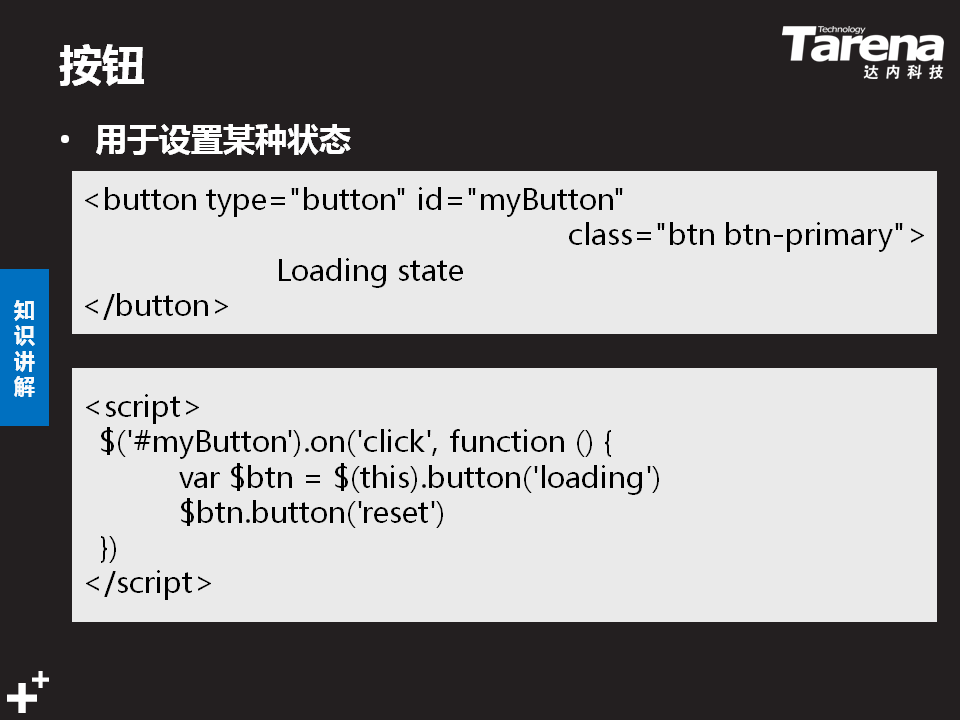 按钮
Technology
Tarena
达内科技
• 用于设置某种状态
<button type="button" id="myButton"
class="btn btn-primary">
Loading state
</button>
知识讲解
<script>
$('#myButton').on('click', function () {
var $btn = $(this).button('loading')
$btn.button('reset')
})
</script>